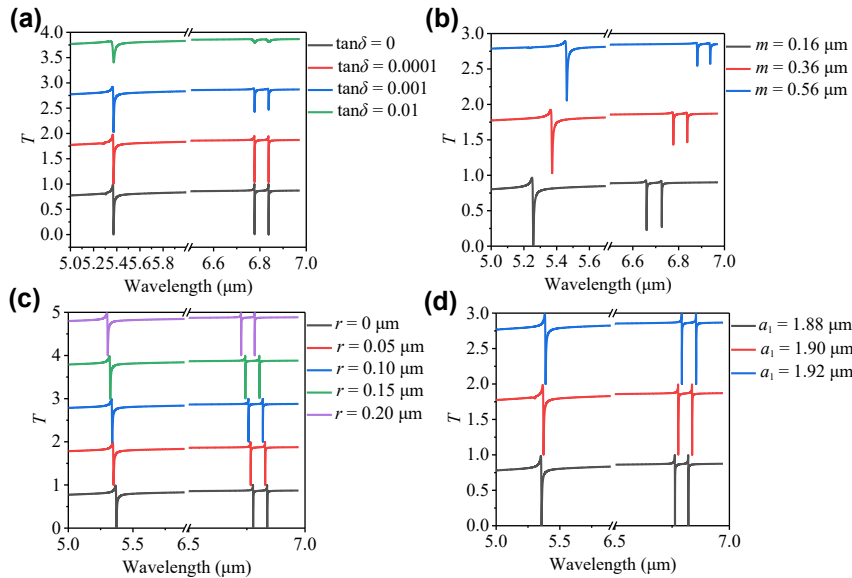 (a)
4.0
3.5
3.0
2.5
2.0
1.5
1.0
0.5
0.0
T
5.05.25.45.65.8 6.6 6.8 7.0
Wavelength (μm)
tanδ = 0
tanδ = 0.0001
tanδ = 0.001
tanδ = 0.01
(b)
3.0
2.5
2.0
1.5
1.0
0.5
0.0
T
5.0 5.2 5.4 5.6 6.6 6.8 7.0
Wavelength (μm)
m = 0.16 μm
m = 0.36 μm
m = 0.56 μm
(c)
5
4
3
2
1
0
T
5.0 5.5 6.5 7.0
Wavelength (μm)
r = 0 μm
r = 0.05 μm
r = 0.10 μm
r = 0.15 μm
r = 0.20 μm
(d)
3.0
2.5
2.0
1.5
1.0
0.5
0.0
T
5.0 5.5 6.5 7.0
Wavelength (μm)
a₁ = 1.88 μm
a₁ = 1.90 μm
a₁ = 1.92 μm